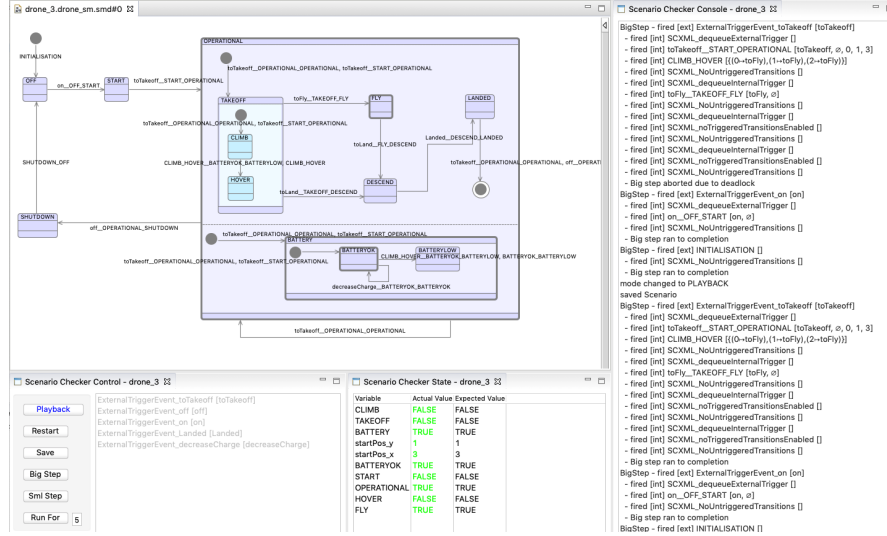 drone_3.drone_sm.smd#0
INITIALISATION
OFF
on__OFF_START
START
toTakeoff__START_OPERATIONAL
OPERATIONAL
toTakeoff__OPERATIONAL_OPERATIONAL, toTakeoff__START_OPERATIONAL
TAKEOFF
toFly__TAKEOFF_FLY
FLY
LANDED
toTakeoff__OPERATIONAL_OPERATIONAL, toTakeoff__START_OPERATIONAL
CLIMB
toLand__FLY_DESCEND
Landed__DESCEND_LANDED
CLIMB_HOVER__BATTERYOK_BATTERYLOW, CLIMB_HOVER
toTakeoff__OPERATIONAL_OPERATIONAL, off__OPERATI
HOVER
toLand__TAKEOFF_DESCEND
DESCEND
SHUTDOWN_OFF
SHUTDOWN
off__OPERATIONAL_SHUTDOWN
toTakeoff__OPERATIONAL_OPERATIONAL, toTakeoff__START_OPERATIONAL
BATTERY
BATTERYOK
BATTERYLOW
CLIMB_HOVER__BATTERYOK_BATTERYLOW, BATTERYOK_BATTERYLOW
toTakeoff__OPERATIONAL_OPERATIONAL, toTakeoff__START_OPERATIONAL
decreaseCharge__BATTERYOK_BATTERYOK
toTakeoff__OPERATIONAL_OPERATIONAL
Scenario Checker Control - drone_3
Playback
Restart
Save
Big Step
Sml Step
Run For 5
ExternalTriggerEvent_toTakeoff [toTakeoff]
ExternalTriggerEvent_off [off]
ExternalTriggerEvent_on [on]
ExternalTriggerEvent_Landed [Landed]
ExternalTriggerEvent_decreaseCharge [decreaseCharge]
Scenario Checker State - drone_3
Variable Actual Value Expected Value
CLIMB FALSE FALSE
TAKEOFF FALSE FALSE
BATTERY TRUE TRUE
startPos_y 1 1
startPos_x 3 3
BATTERYOK TRUE TRUE
START FALSE FALSE
OPERATIONAL TRUE TRUE
HOVER FALSE FALSE
FLY TRUE TRUE
Scenario Checker Console - drone_3
BigStep - fired [ext] ExternalTriggerEvent_toTakeoff [toTakeoff]
- fired [int] SCXML_dequeueExternalTrigger []
- fired [int] toTakeoff__START_OPERATIONAL [toTakeoff, ∅, 0, 1, 3]
- fired [int] CLIMB_HOVER [{(0↦toFly),(1↦toFly),(2↦toFly)}]
- fired [int] SCXML_NoUntriggeredTransitions []
- fired [int] SCXML_dequeueInternalTrigger []
- fired [int] toFly__TAKEOFF_FLY [toFly, ∅]
- fired [int] SCXML_NoUntriggeredTransitions []
- fired [int] SCXML_dequeueInternalTrigger []
- fired [int] SCXML_noTriggeredTransitionsEnabled []
- fired [int] SCXML_NoUntriggeredTransitions []
- fired [int] SCXML_dequeueInternalTrigger []
- fired [int] SCXML_noTriggeredTransitionsEnabled []
- fired [int] SCXML_NoUntriggeredTransitions []
- Big step aborted due to deadlock
BigStep - fired [ext] ExternalTriggerEvent_on [on]
- fired [int] SCXML_dequeueExternalTrigger []
- fired [int] on__OFF_START [on, ∅]
- fired [int] SCXML_NoUntriggeredTransitions []
- Big step ran to completion
BigStep - fired [ext] INITIALISATION []
- fired [int] SCXML_NoUntriggeredTransitions []
- Big step ran to completion
mode changed to PLAYBACK
saved Scenario
BigStep - fired [ext] ExternalTriggerEvent_toTakeoff [toTakeoff]
- fired [int] SCXML_dequeueExternalTrigger []
- fired [int] toTakeoff__START_OPERATIONAL [toTakeoff, ∅, 0, 1, 3]
- fired [int] CLIMB_HOVER [{(0↦toFly),(1↦toFly),(2↦toFly)}]
- fired [int] SCXML_NoUntriggeredTransitions []
- fired [int] SCXML_dequeueInternalTrigger []
- fired [int] toFly__TAKEOFF_FLY [toFly, ∅]
- fired [int] SCXML_NoUntriggeredTransitions []
- fired [int] SCXML_dequeueInternalTrigger []
- fired [int] SCXML_noTriggeredTransitionsEnabled []
- fired [int] SCXML_NoUntriggeredTransitions []
- fired [int] SCXML_dequeueInternalTrigger []
- fired [int] SCXML_noTriggeredTransitionsEnabled []
- fired [int] SCXML_NoUntriggeredTransitions []
- Big step ran to completion
BigStep - fired [ext] ExternalTriggerEvent_on [on]
- fired [int] SCXML_dequeueExternalTrigger []
- fired [int] on__OFF_START [on, ∅]
- fired [int] SCXML_NoUntriggeredTransitions []
- Big step ran to completion
BigStep - fired [ext] INITIALISATION []